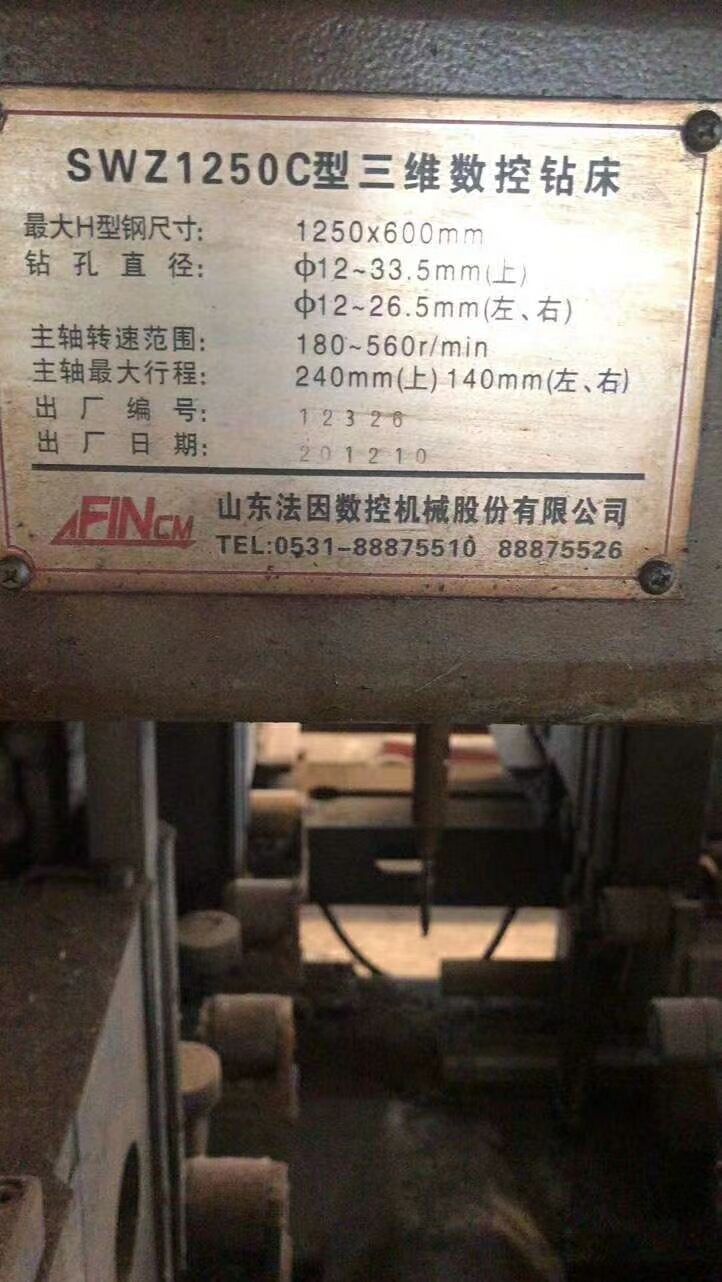 SWZ1250C型三维数控钻床
最大H型钢尺寸: 1250x600mm
钻孔直径: ф12~33.5mm(上)
ф12~26.5mm(左、右)
主轴转速范围: 180~560r/min
主轴最大行程: 240mm(上) 140mm(左、右)
出厂编号: 12326
出厂日期: 201210
FINCM 山东法因数控机械股份有限公司
TEL:0531-88875510 88875526